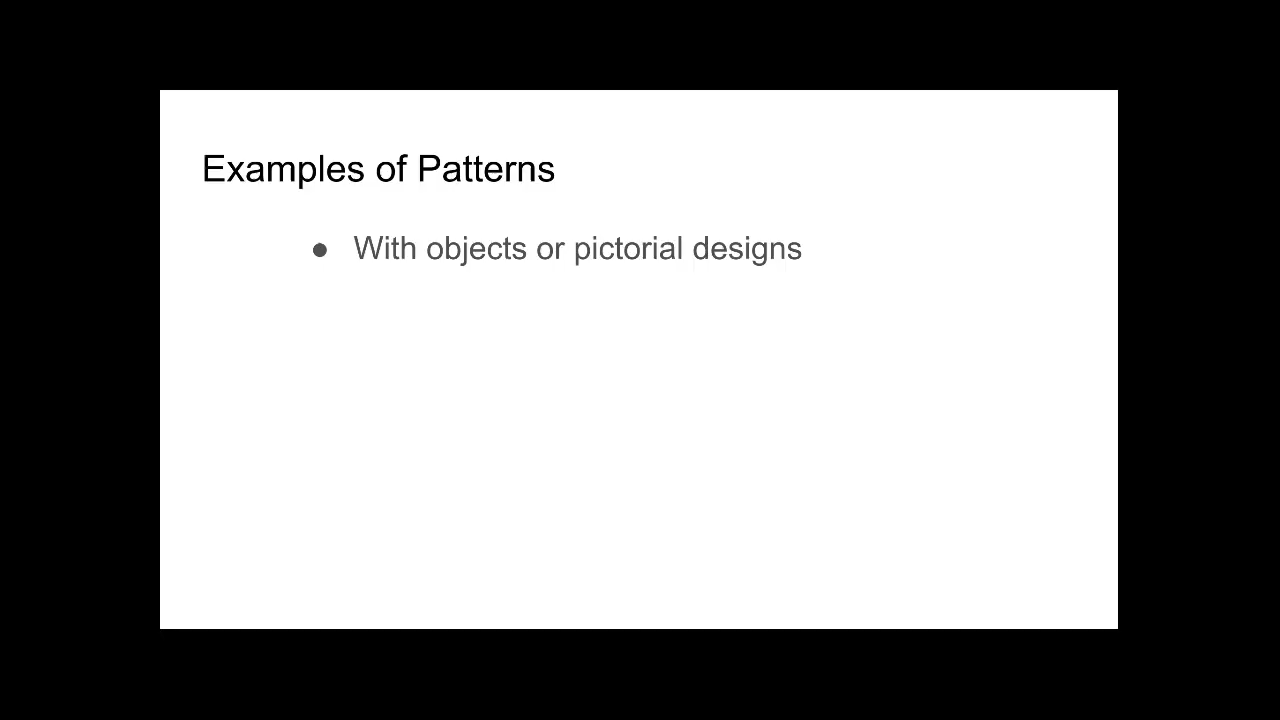 Examples of Patterns
● With objects or pictorial designs